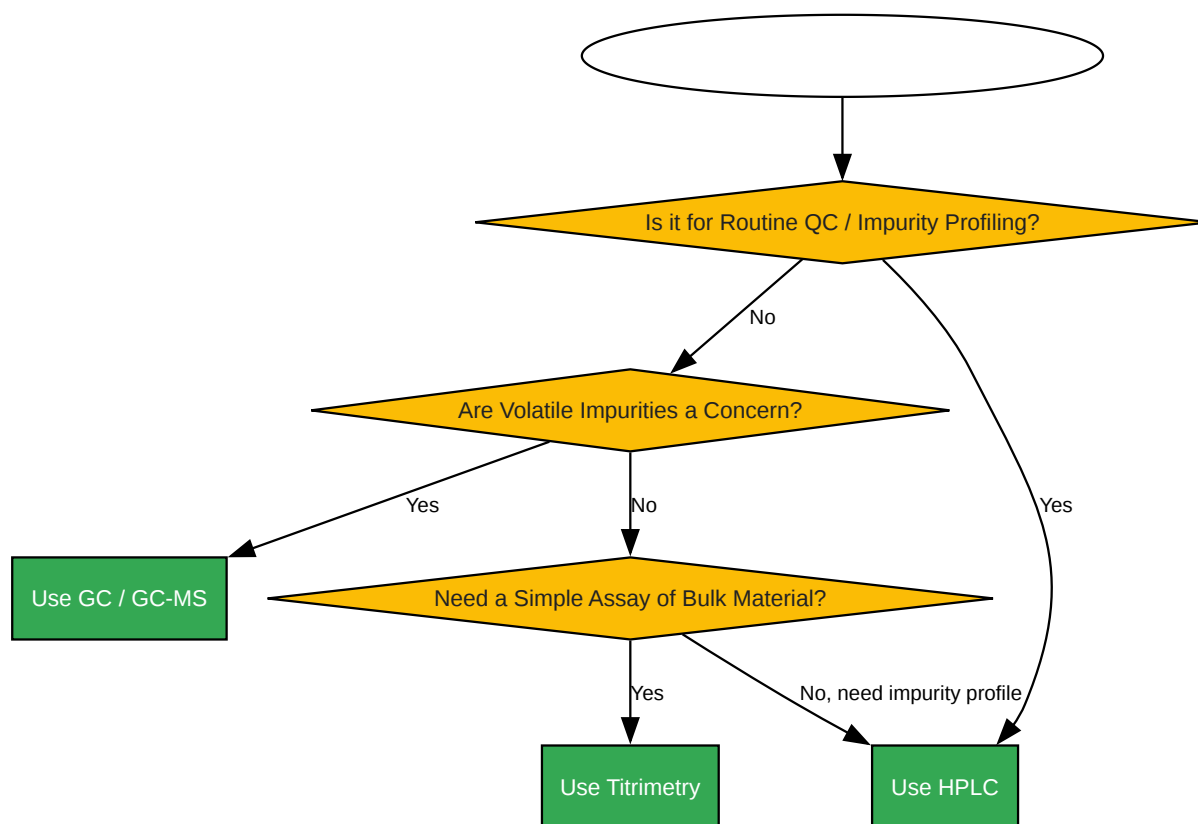 Is it for Routine QC / Impurity Profiling?
No
Are Volatile Impurities a Concern?
Yes
No
Yes
Use GC / GC-MS
Need a Simple Assay of Bulk Material?
Yes
No, need impurity profile
Use Titrimetry
Use HPLC